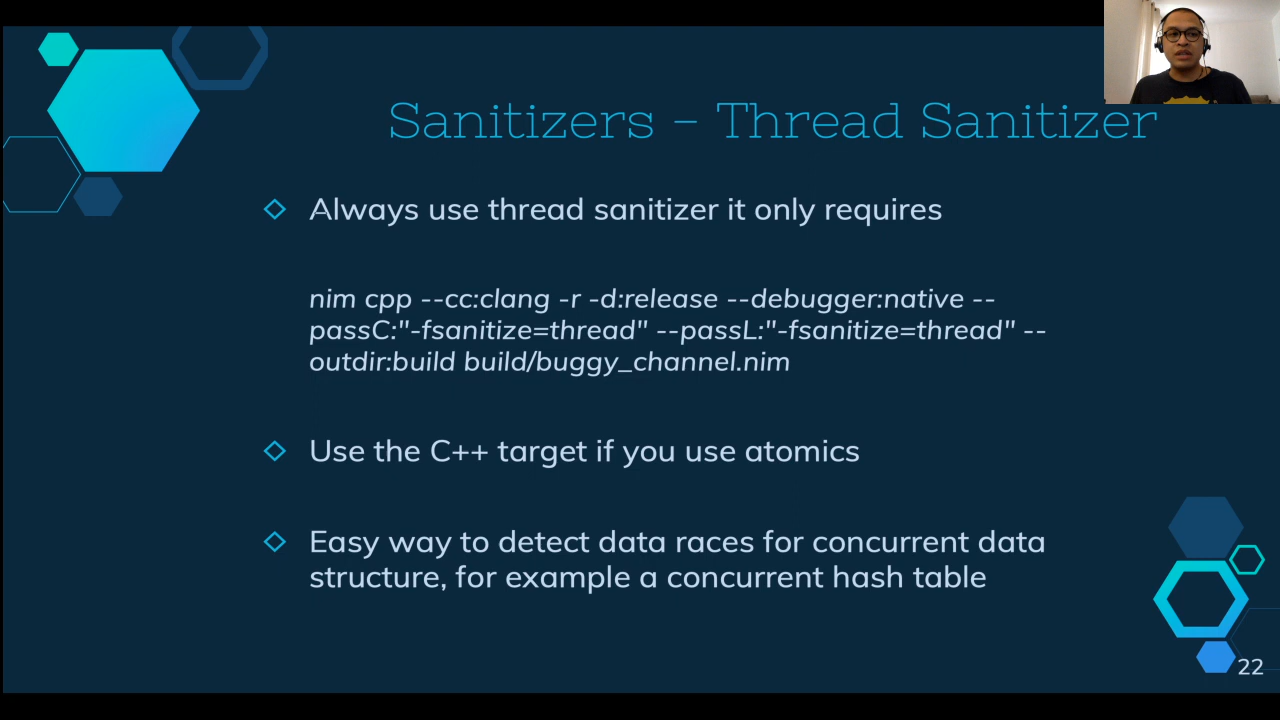 Sanitizers – Thread Sanitizer
Always use thread sanitizer it only requires
nim cpp --cc:clang -r -d:release --debugger:native --
passC:"-fsanitize=thread" --passL:"-fsanitize=thread" --
outdir:build build/buggy_channel.nim
Use the C++ target if you use atomics
Easy way to detect data races for concurrent data
structure, for example a concurrent hash table
22